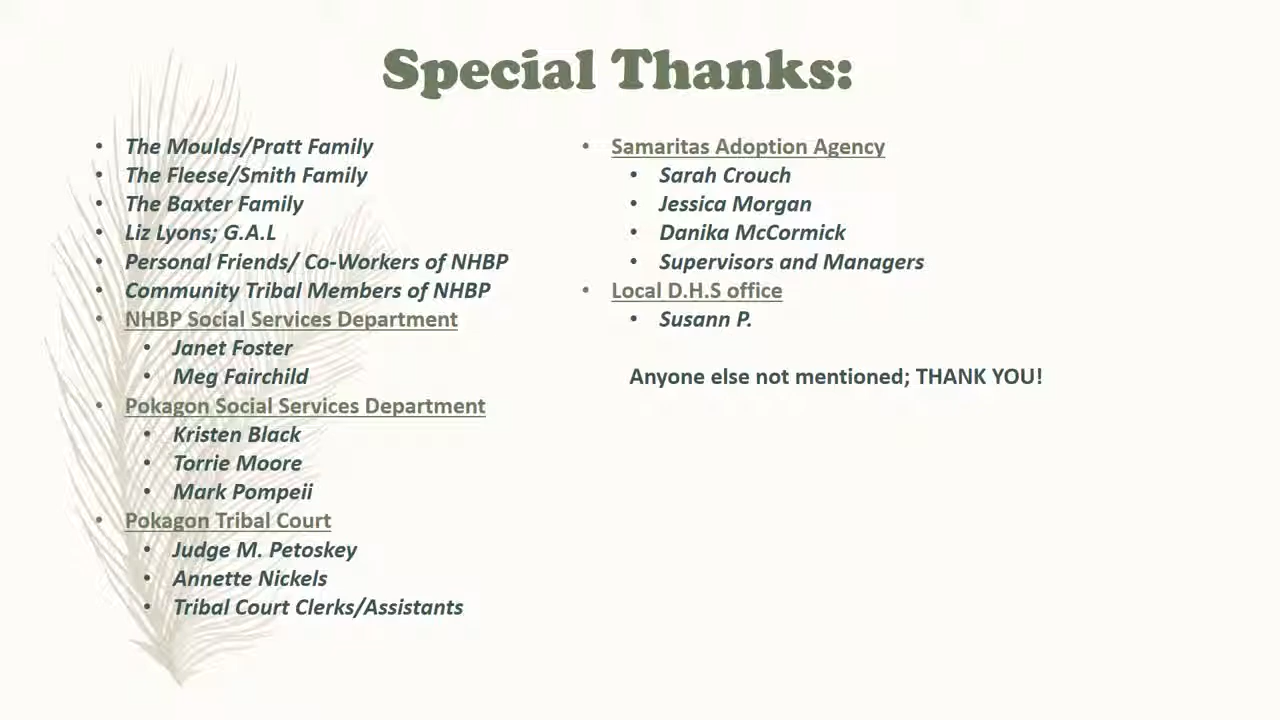 Special Thanks:
• The Moulds/Pratt Family
• The Fleese/Smith Family
• The Baxter Family
• Liz Lyons; G.A.L
• Personal Friends/ Co-Workers of NHBP
• Community Tribal Members of NHBP
• NHBP Social Services Department
• Janet Foster
• Meg Fairchild
• Pokagon Social Services Department
• Kristen Black
• Torrie Moore
• Mark Pompeii
• Pokagon Tribal Court
• Judge M. Petoskey
• Annette Nickels
• Tribal Court Clerks/Assistants
• Samaritas Adoption Agency
• Sarah Crouch
• Jessica Morgan
• Danika McCormick
• Supervisors and Managers
• Local D.H.S office
• Susann P.
Anyone else not mentioned; THANK YOU!